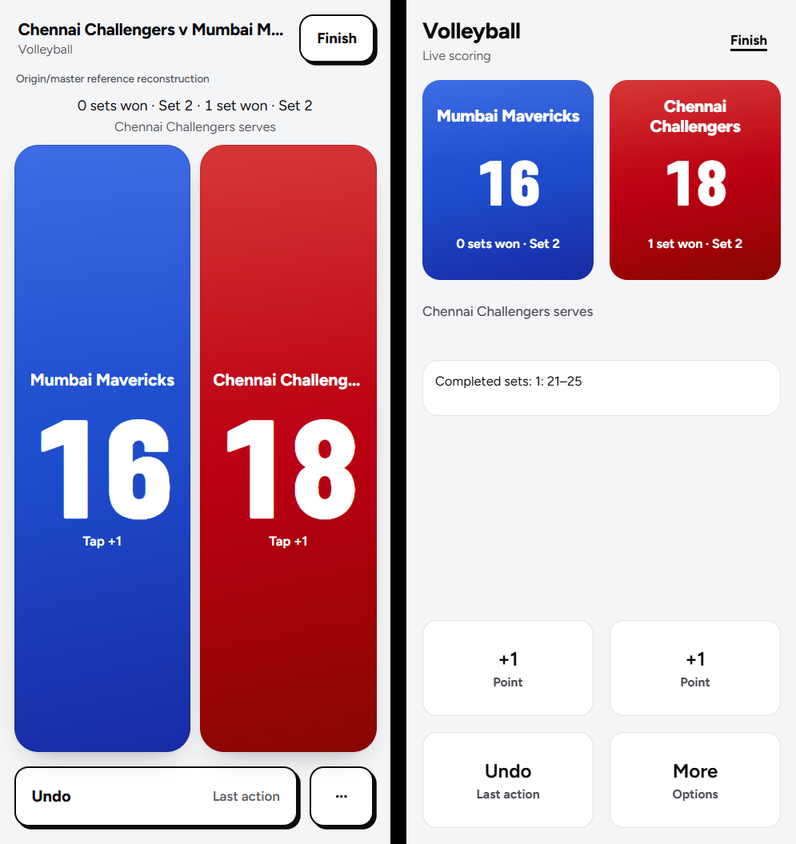 Chennai Challengers v Mumbai M...
Volleyball
Finish
Origin/master reference reconstruction
0 sets won · Set 2 · 1 set won · Set 2
Chennai Challengers serves
Mumbai Mavericks
16
Tap +1
Chennai Challeng...
18
Tap +1
Undo
Last action
...
Volleyball
Live scoring
Finish
Mumbai Mavericks
16
0 sets won · Set 2
Chennai
Challengers
18
1 set won · Set 2
Chennai Challengers serves
Completed sets: 1: 21–25
+1
Point
+1
Point
Undo
Last action
More
Options